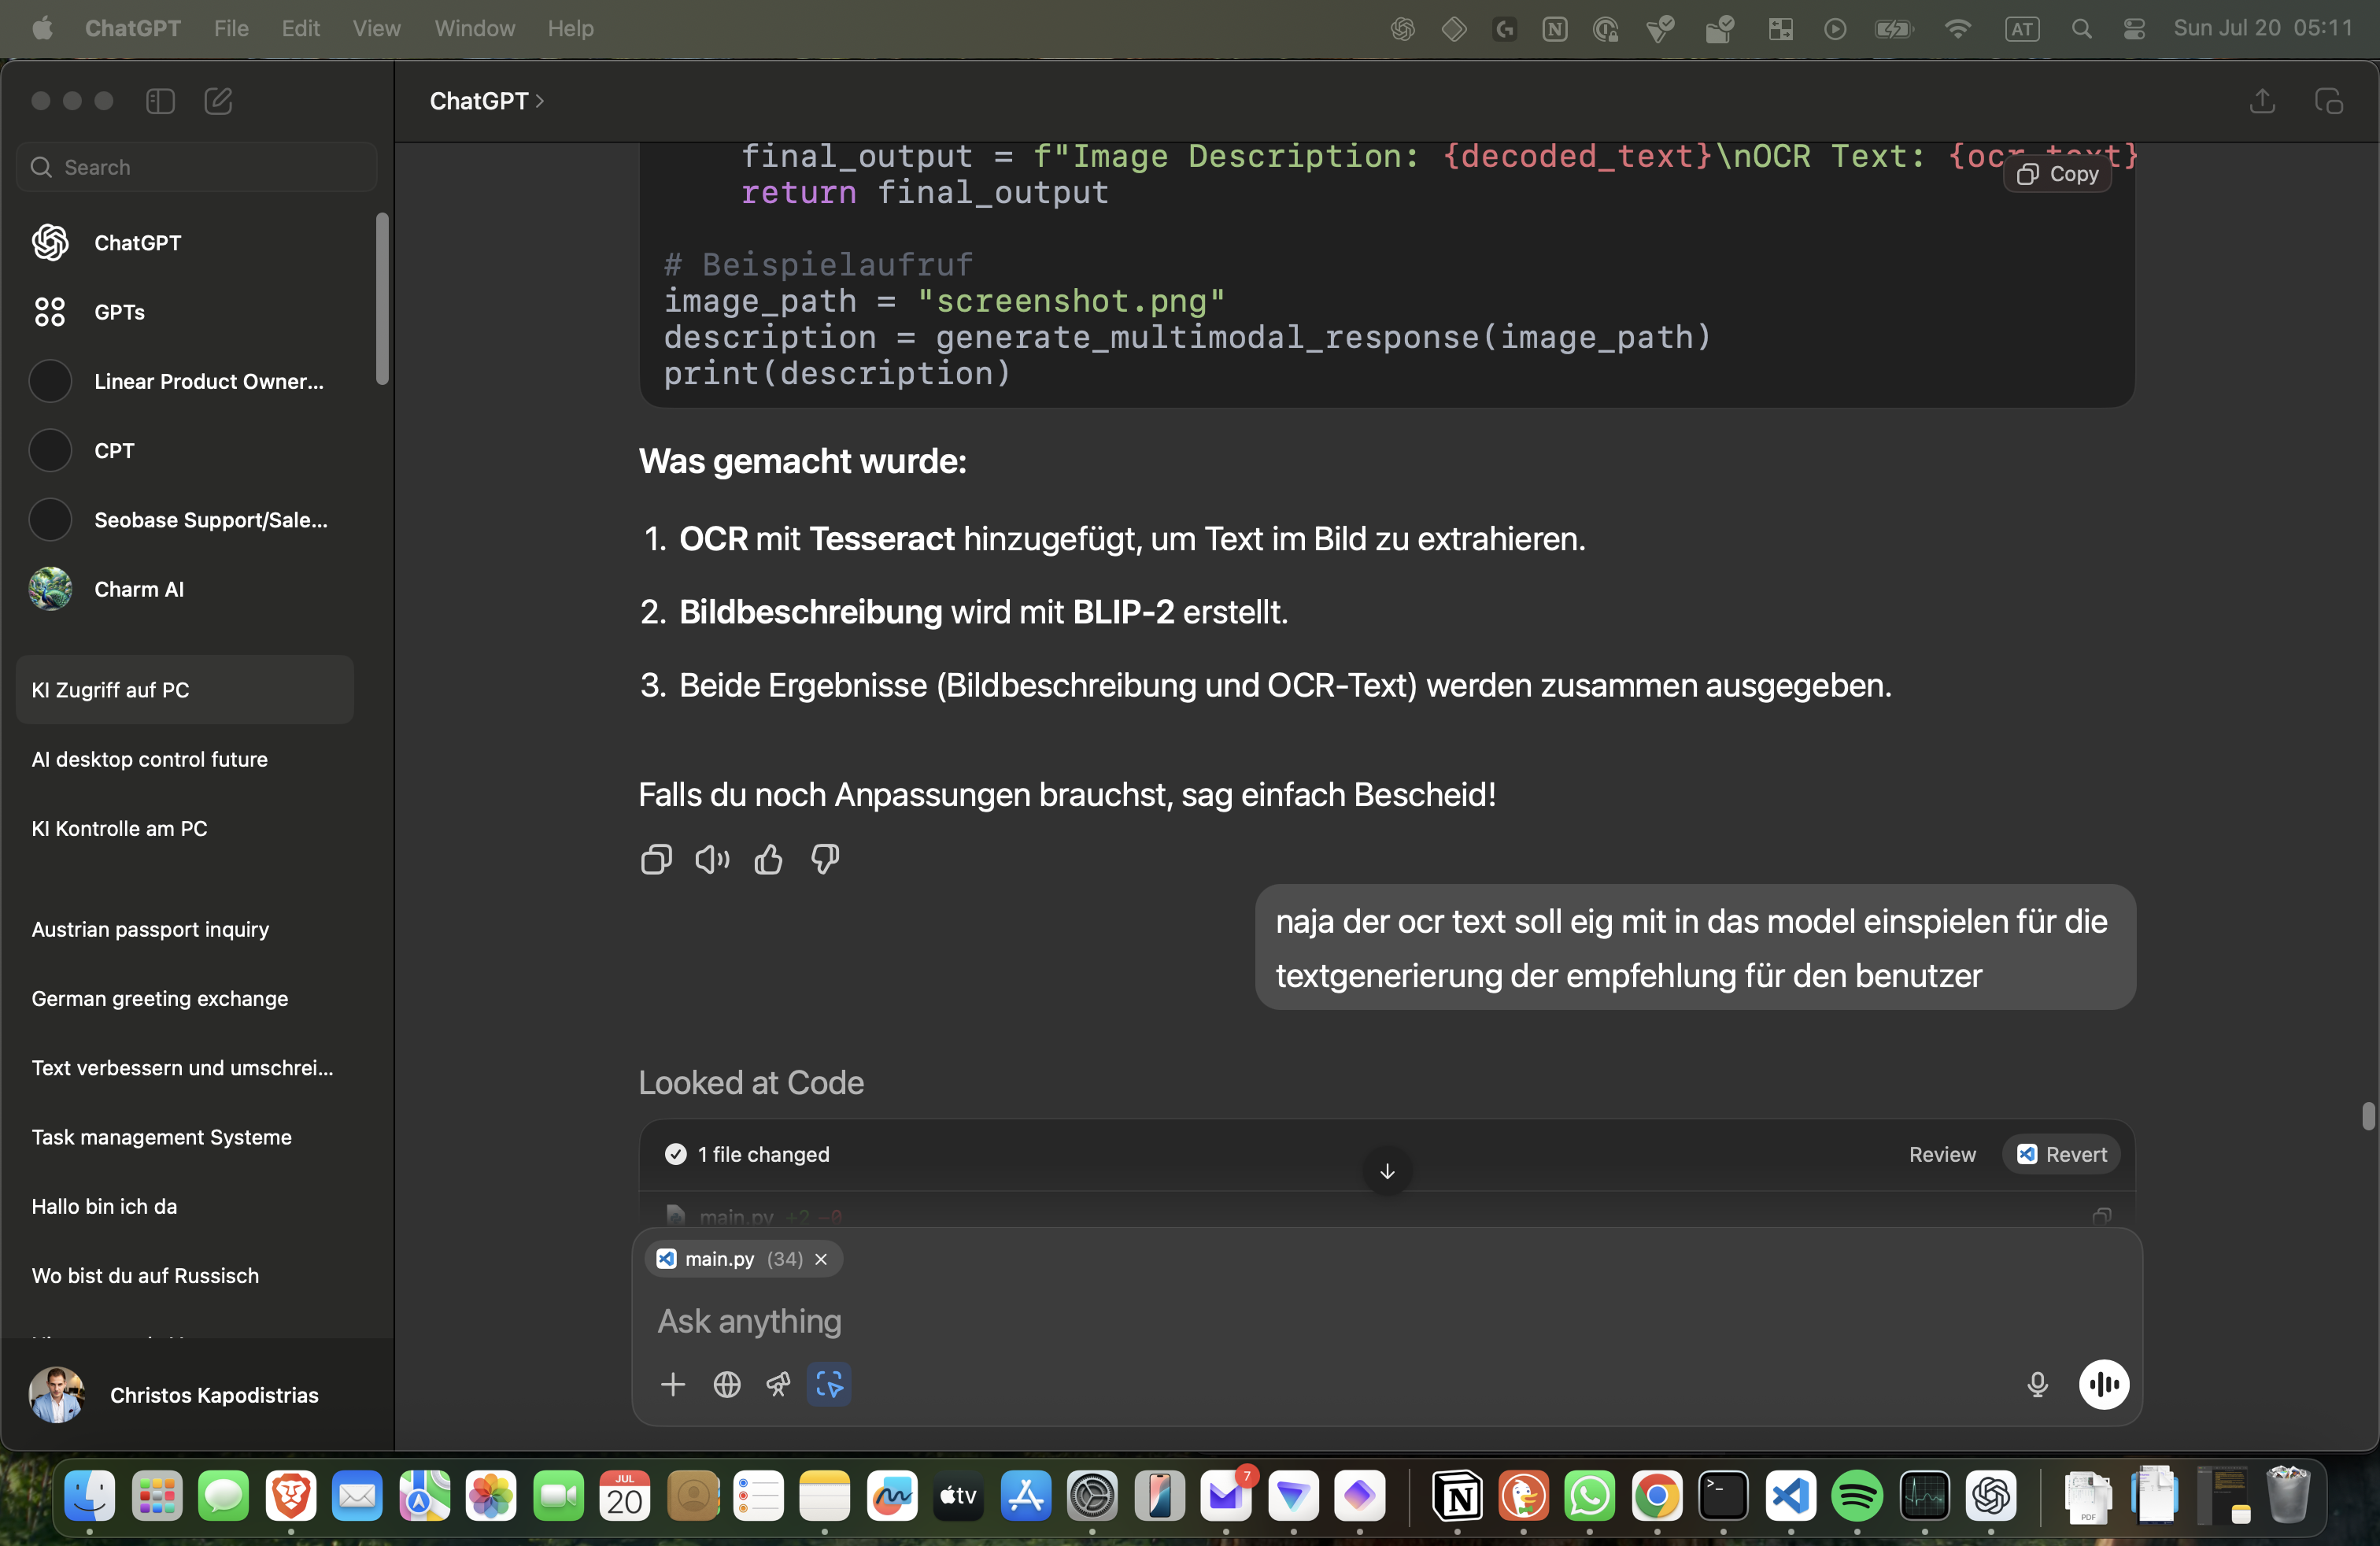 ChatGPT File Edit View Window Help
AT
Sun Jul 20 05:11
Search
ChatGPT
GPTs
Linear Product Owner...
CPT
Seobase Support/Sale...
Charm AI
KI Zugriff auf PC
AI desktop control future
KI Kontrolle am PC
Austrian passport inquiry
German greeting exchange
Text verbessern und umschrei...
Task management Systeme
Hallo bin ich da
Wo bist du auf Russisch
Christos Kapodistrias
ChatGPT
final_output = f"Image Description: {decoded_text}\nOCR Text: {ocr_text}
Copy
return final_output
# Beispielaufruf
image_path = "screenshot.png"
description = generate_multimodal_response(image_path)
print(description)
Was gemacht wurde:
1. OCR mit Tesseract hinzugefügt, um Text im Bild zu extrahieren.
2. Bildbeschreibung wird mit BLIP-2 erstellt.
3. Beide Ergebnisse (Bildbeschreibung und OCR-Text) werden zusammen ausgegeben.
Falls du noch Anpassungen brauchst, sag einfach Bescheid!
naja der ocr text soll eig mit in das model einspielen für die
textgenerierung der empfehlung für den benutzer
Looked at Code
1 file changed
Review
Revert
main.py +2 -0
main.py (34)
Ask anything
JUL
20
tv
7
PDF